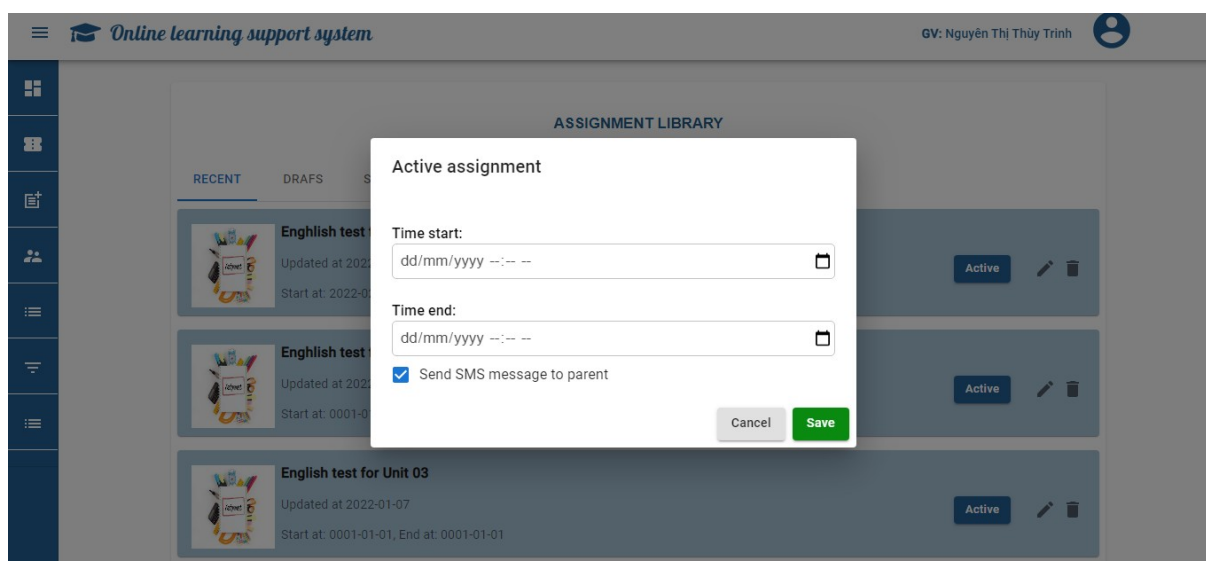 Online learning support system
GV: Nguyễn Thị Thùy Trinh
ASSIGNMENT LIBRARY
RECENT DRAFS S
Active assignment
Time start:
dd/mm/yyyy --:-- --
Time end:
dd/mm/yyyy --:-- --
Send SMS message to parent
Cancel Save
Enghlish test
Updated at 202
Start at: 2022-0
Active
Enghlish test
Updated at 202
Start at: 0001-0
Active
English test for Unit 03
Updated at 2022-01-07
Start at: 0001-01-01, End at: 0001-01-01
Active